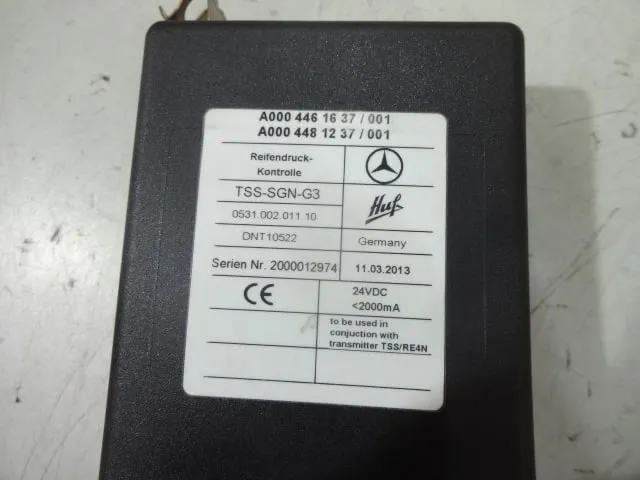 A000 446 16 37 / 001
A000 448 12 37 / 001
Reifendruck-
Kontrolle
TSS-SGN-G3
Huf
0531.002.011.10
DNT10522
Germany
Serien Nr. 2000012974
11.03.2013
CE
24VDC
<2000mA
to be used in
conjuction with
transmitter TSS/RE4N